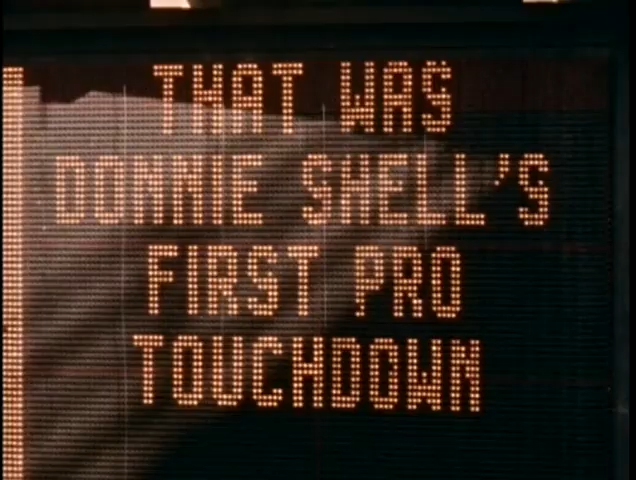 THAT WAS
DONNIE SHELL'S
FIRST PRO
TOUCHDOWN